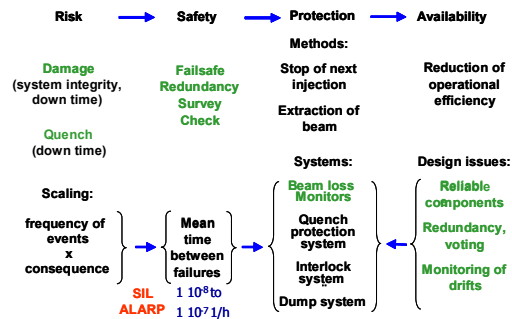 Risk
Safety
Protection
Availability
Methods:
Damage
(system integrity,
down time)
Failsafe
Redundancy
Survey
Check
Stop of next
injection
Extraction of
beam
Reduction of
operational
efficiency
Quench
(down time)
Systems:
Design issues:
Scaling:
frequency of
events
x
consequence
Mean
time
between
failures
Beam loss
Monitors
Quench
protection
system
Interlock
system
Dump system
Reliable
components
Redundancy,
voting
Monitoring of
drifts
SIL
ALARP
1 10-8 to
1 10-7 1/h